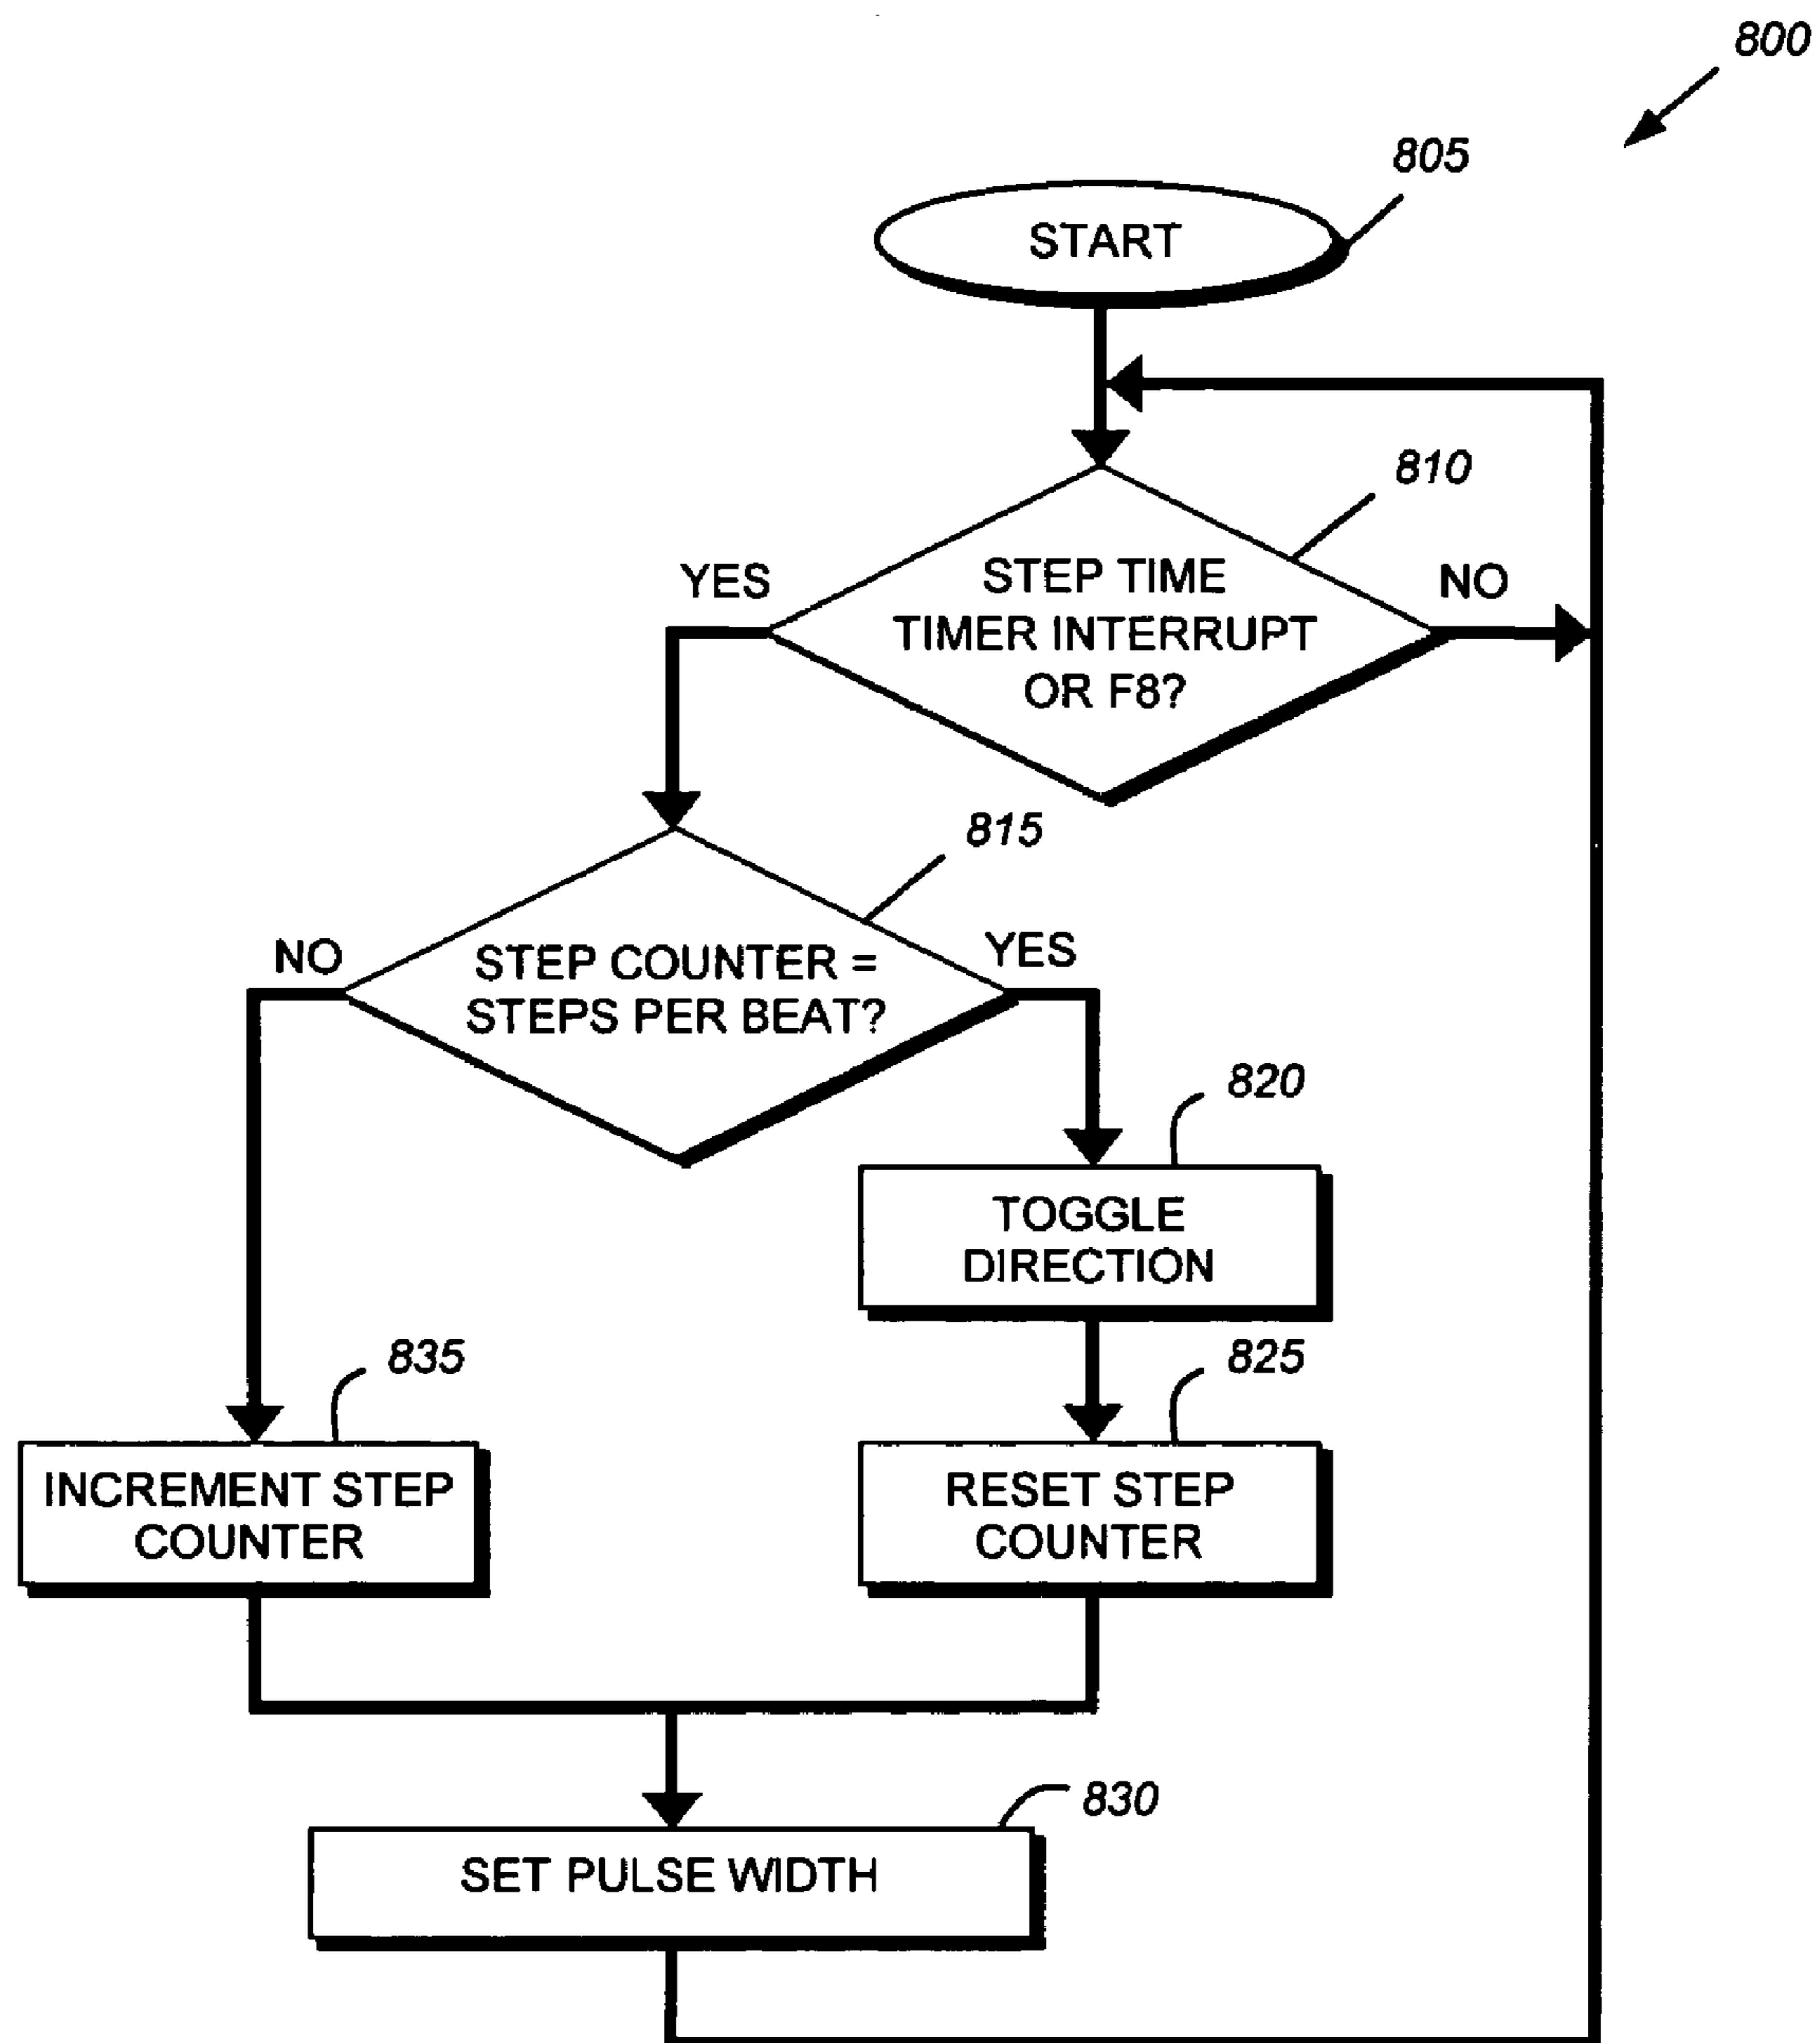 800
805
START
810
YES
STEP TIME
NO
TIMER INTERRUPT
OR F8?
815
NO
STEP COUNTER =
YES
STEPS PER BEAT?
820
TOGGLE
DIRECTION
835
825
INCREMENT STEP
COUNTER
RESET STEP
COUNTER
830
SET PULSE WIDTH